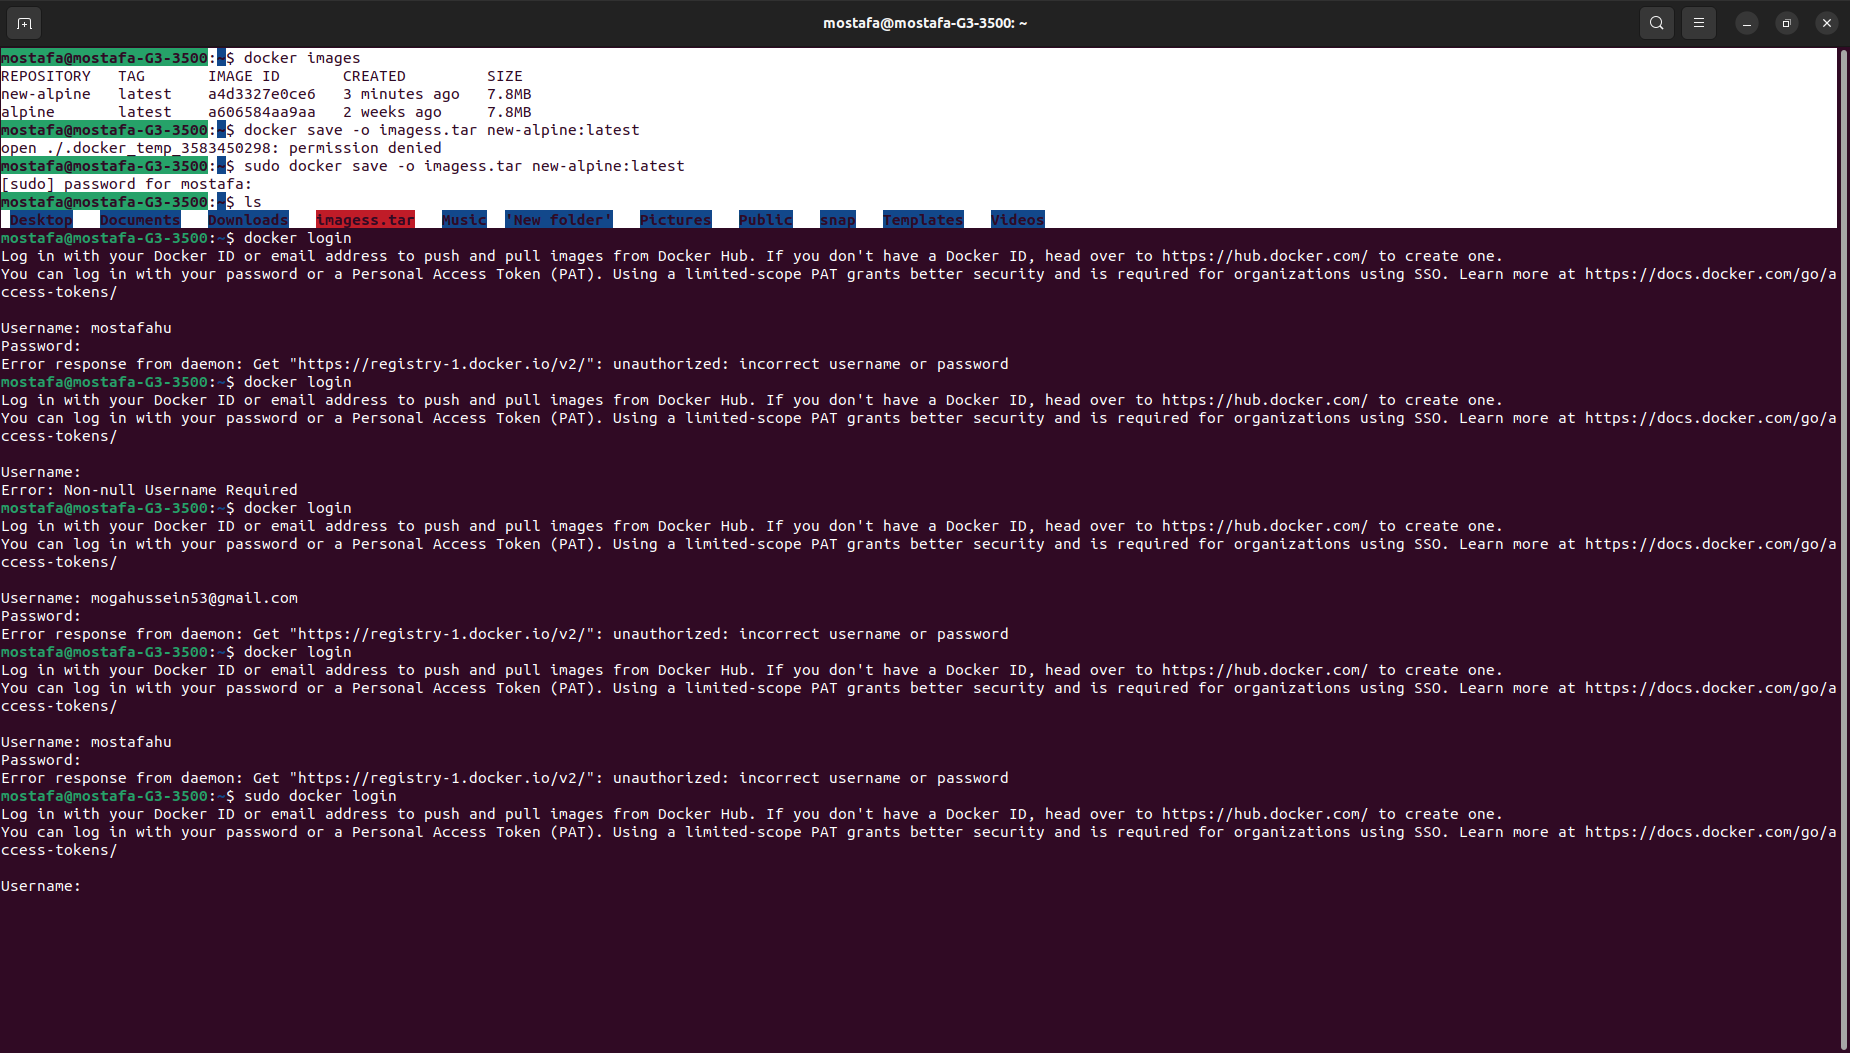 mostafa@mostafa-G3-3500: ~
mostafa@mostafa-G3-3500:~$ docker images
REPOSITORY   TAG       IMAGE ID       CREATED         SIZE
new-alpine   latest    a4d3327e0ce6   3 minutes ago   7.8MB
alpine       latest    a606584aa9aa   2 weeks ago     7.8MB
mostafa@mostafa-G3-3500:~$ docker save -o imagess.tar new-alpine:latest
open ./.docker_temp_3583450298: permission denied
mostafa@mostafa-G3-3500:~$ sudo docker save -o imagess.tar new-alpine:latest
[sudo] password for mostafa:
mostafa@mostafa-G3-3500:~$ ls
Desktop   Documents   Downloads   imagess.tar   Music  'New folder'   Pictures   Public   snap   Templates   Videos
mostafa@mostafa-G3-3500:~$ docker login
Log in with your Docker ID or email address to push and pull images from Docker Hub. If you don't have a Docker ID, head over to https://hub.docker.com/ to create one.
You can log in with your password or a Personal Access Token (PAT). Using a limited-scope PAT grants better security and is required for organizations using SSO. Learn more at https://docs.docker.com/go/a
ccess-tokens/
Username: mostafahu
Password:
Error response from daemon: Get "https://registry-1.docker.io/v2/": unauthorized: incorrect username or password
mostafa@mostafa-G3-3500:~$ docker login
Log in with your Docker ID or email address to push and pull images from Docker Hub. If you don't have a Docker ID, head over to https://hub.docker.com/ to create one.
You can log in with your password or a Personal Access Token (PAT). Using a limited-scope PAT grants better security and is required for organizations using SSO. Learn more at https://docs.docker.com/go/a
ccess-tokens/
Username:
Error: Non-null Username Required
mostafa@mostafa-G3-3500:~$ docker login
Log in with your Docker ID or email address to push and pull images from Docker Hub. If you don't have a Docker ID, head over to https://hub.docker.com/ to create one.
You can log in with your password or a Personal Access Token (PAT). Using a limited-scope PAT grants better security and is required for organizations using SSO. Learn more at https://docs.docker.com/go/a
ccess-tokens/
Username: mogahussein53@gmail.com
Password:
Error response from daemon: Get "https://registry-1.docker.io/v2/": unauthorized: incorrect username or password
mostafa@mostafa-G3-3500:~$ docker login
Log in with your Docker ID or email address to push and pull images from Docker Hub. If you don't have a Docker ID, head over to https://hub.docker.com/ to create one.
You can log in with your password or a Personal Access Token (PAT). Using a limited-scope PAT grants better security and is required for organizations using SSO. Learn more at https://docs.docker.com/go/a
ccess-tokens/
Username: mostafahu
Password:
Error response from daemon: Get "https://registry-1.docker.io/v2/": unauthorized: incorrect username or password
mostafa@mostafa-G3-3500:~$ sudo docker login
Log in with your Docker ID or email address to push and pull images from Docker Hub. If you don't have a Docker ID, head over to https://hub.docker.com/ to create one.
You can log in with your password or a Personal Access Token (PAT). Using a limited-scope PAT grants better security and is required for organizations using SSO. Learn more at https://docs.docker.com/go/a
ccess-tokens/
Username: